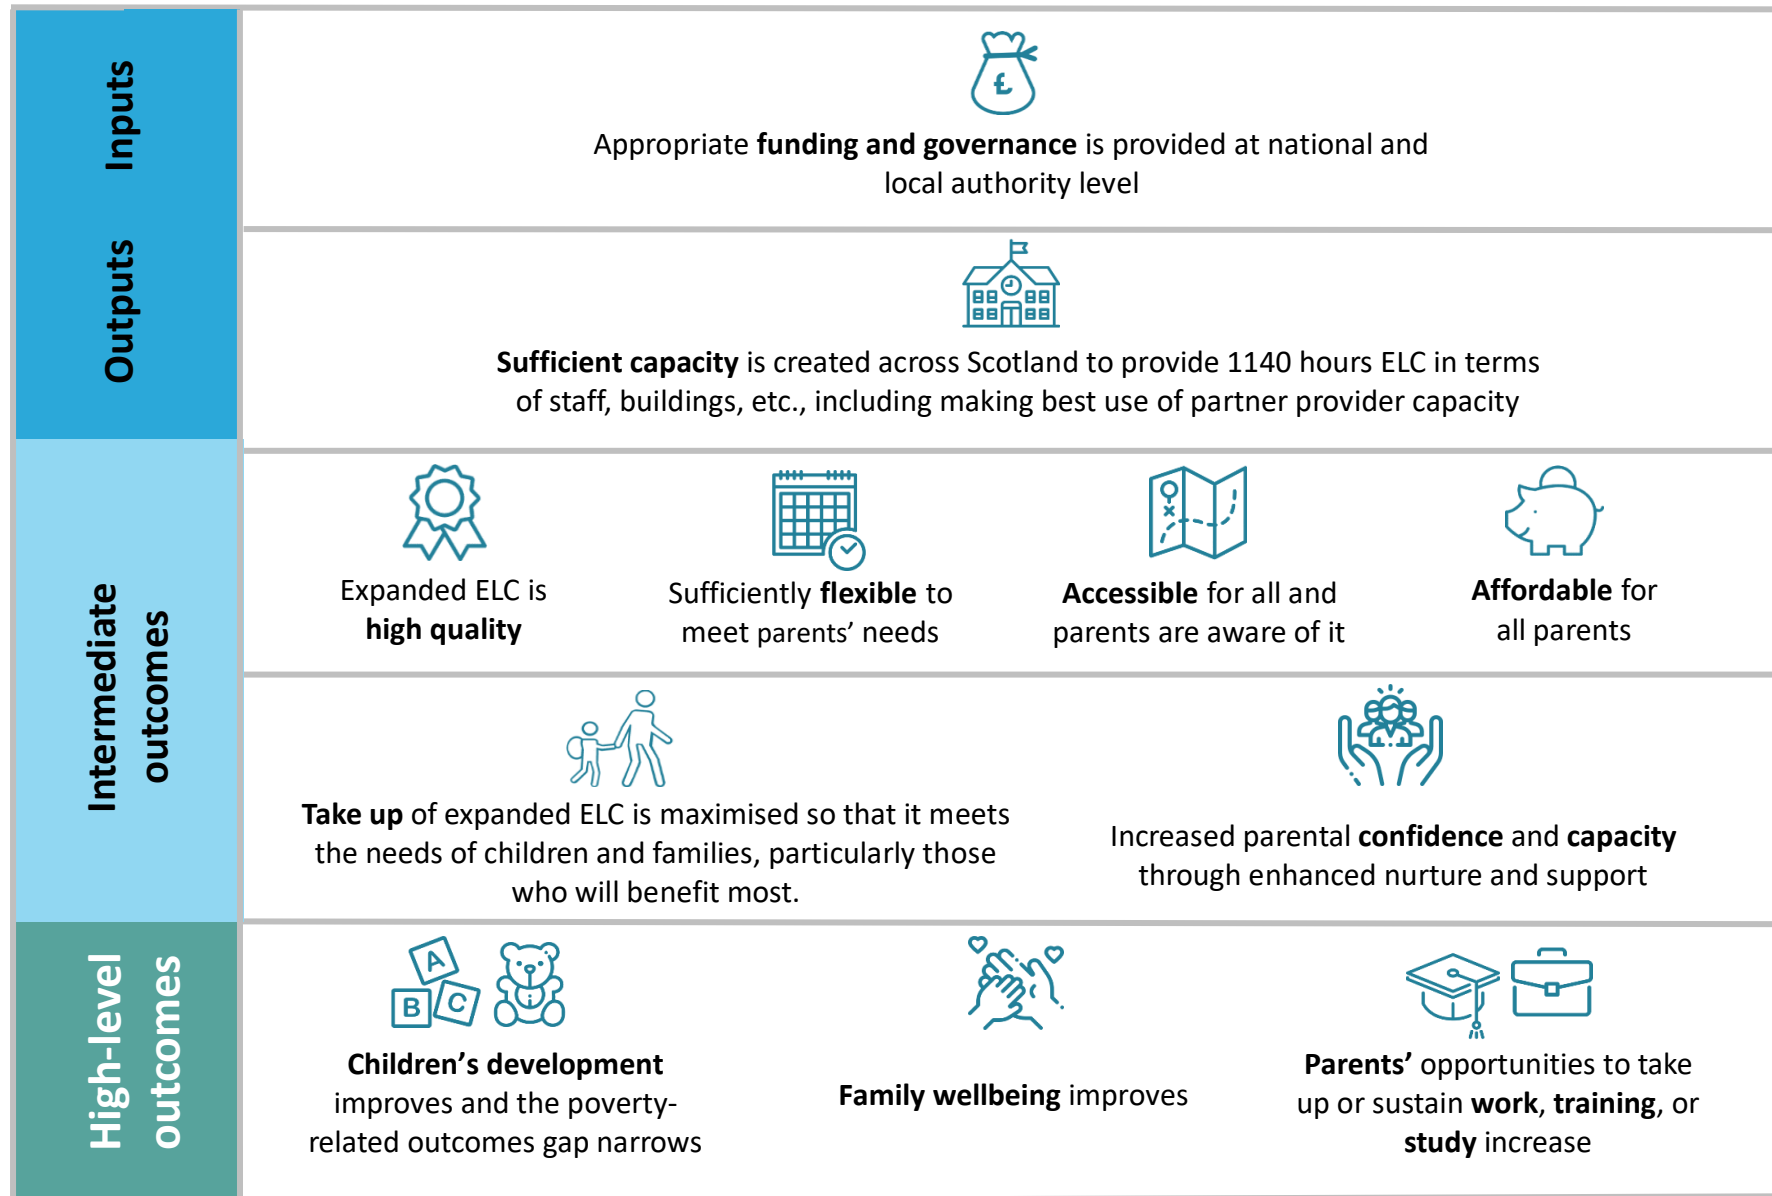 Inputs
£
Appropriate funding and governance is provided at national and
local authority level
Outputs
Sufficient capacity is created across Scotland to provide 1140 hours ELC in terms
of staff, buildings, etc., including making best use of partner provider capacity
Intermediate
outcomes
Expanded ELC is
high quality
Sufficiently flexible to
meet parents’ needs
Accessible for all and
parents are aware of it
Affordable for
all parents
Take up of expanded ELC is maximised so that it meets
the needs of children and families, particularly those
who will benefit most.
Increased parental confidence and capacity
through enhanced nurture and support
High-level
outcomes
A
B
C
Children’s development
improves and the poverty-
related outcomes gap narrows
Family wellbeing improves
Parents’ opportunities to take
up or sustain work, training, or
study increase